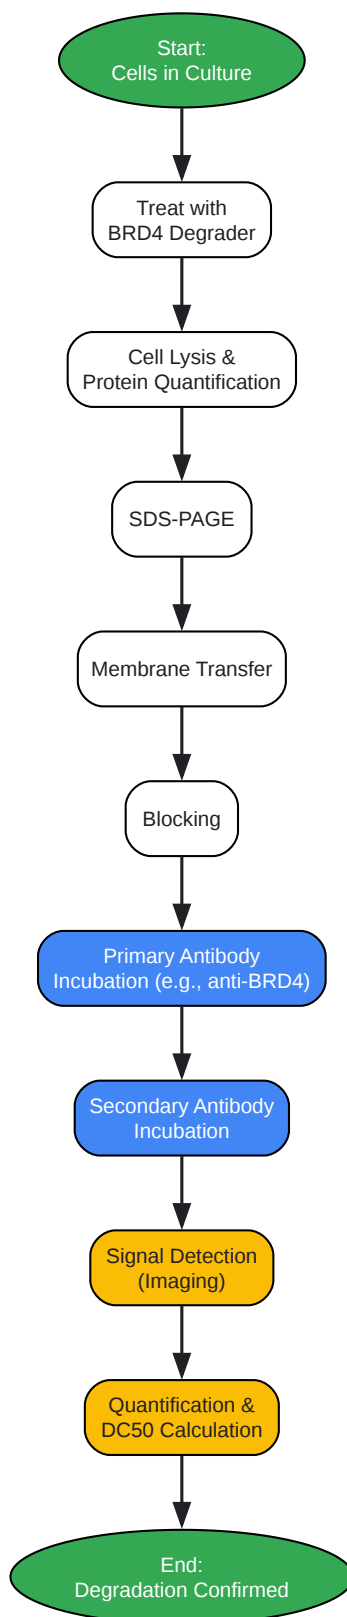 Start:
Cells in Culture
Treat with
BRD4 Degrader
Cell Lysis &
Protein Quantification
SDS-PAGE
Membrane Transfer
Blocking
Primary Antibody
Incubation (e.g., anti-BRD4)
Secondary Antibody
Incubation
Signal Detection
(Imaging)
Quantification &
DC50 Calculation
End:
Degradation Confirmed